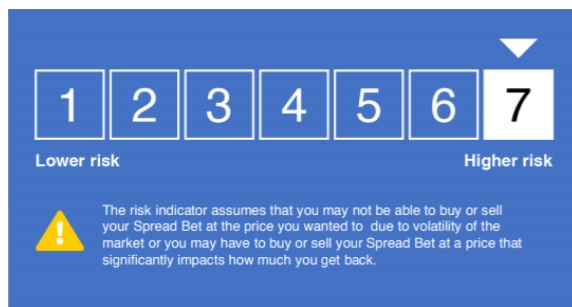 1 2 3 4 5 6 7
Lower risk Higher risk
The risk indicator assumes that you may not be able to buy or sell
your Spread Bet at the price you wanted to due to volatility of the
market or you may have to buy or sell your Spread Bet at a price that
significantly impacts how much you get back.